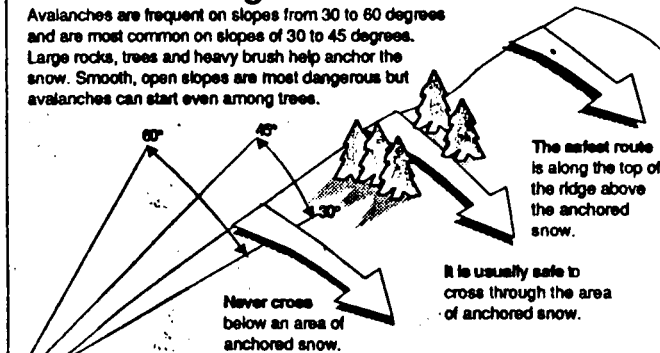 Avalanches are frequent on slopes from 30 to 60 degrees
and are most common on slopes of 30 to 45 degrees.
Large rocks, trees and heavy brush help anchor the
snow. Smooth, open slopes are most dangerous but
avalanches can start even among trees.
60°
45°
30°
The safest route
is along the top of
the ridge above
the anchored
snow.
It is usually safe to
cross through the area
of anchored snow.
Never cross
below an area of
anchored snow.